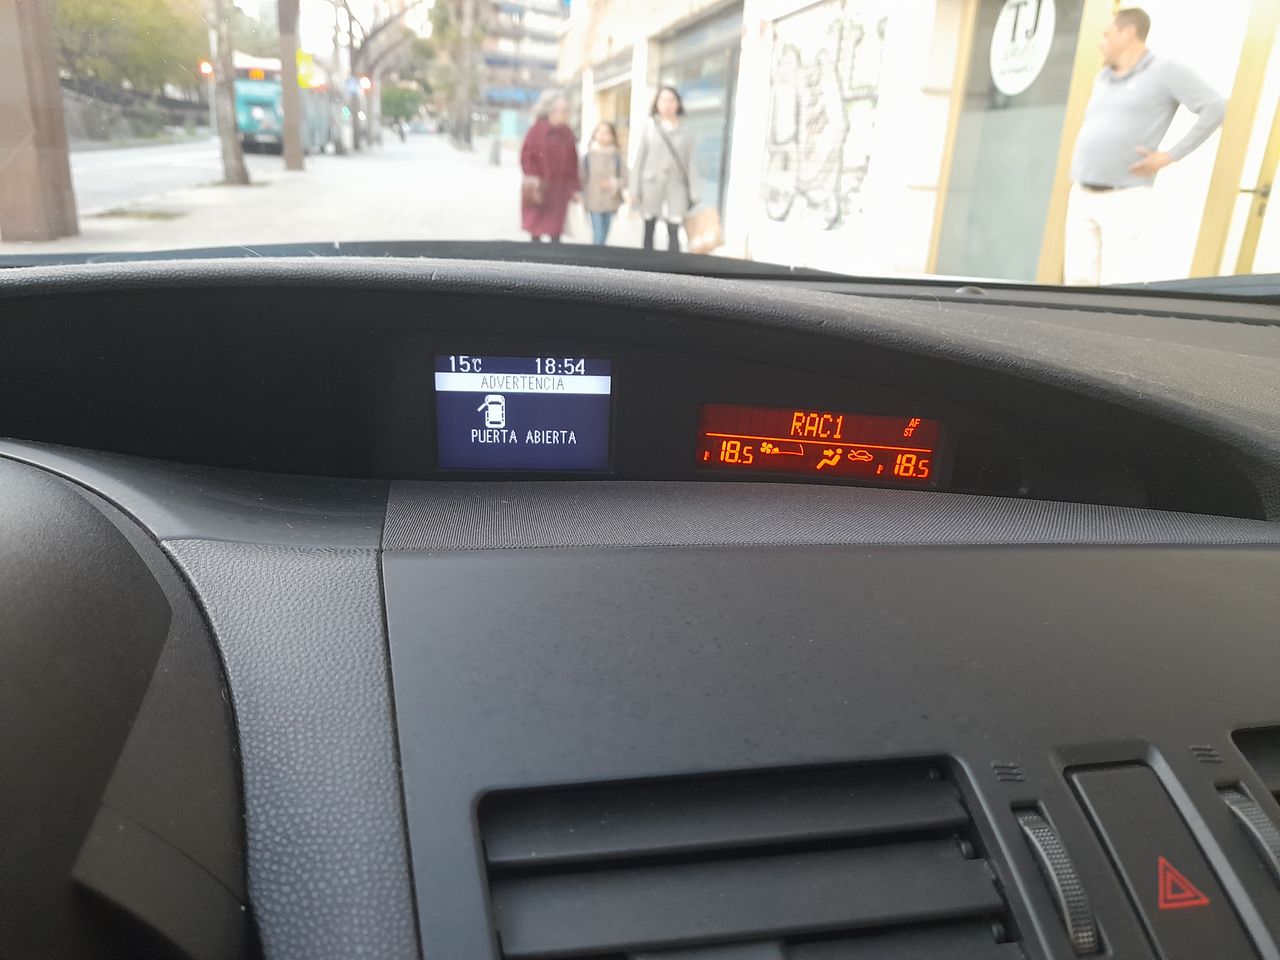 TJ
15°C 18:54
ADVERTENCIA
PUERTA ABIERTA
RAC1
AF
ST
18.5 18.5